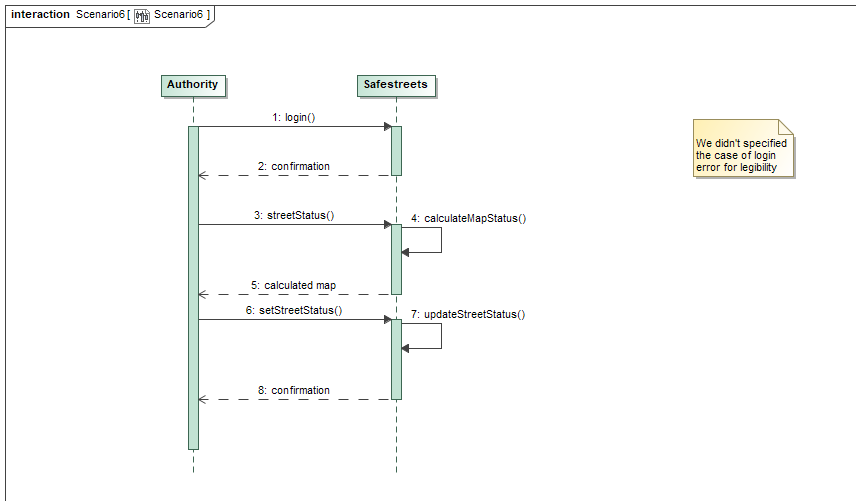 interaction Scenario6 [ Scenario6 ]
Authority
Safestreets
1: login()
We didn't specified
the case of login
error for legibility
2: confirmation
3: streetStatus()
4: calculateMapStatus()
5: calculated map
6: setStreetStatus()
7: updateStreetStatus()
8: confirmation